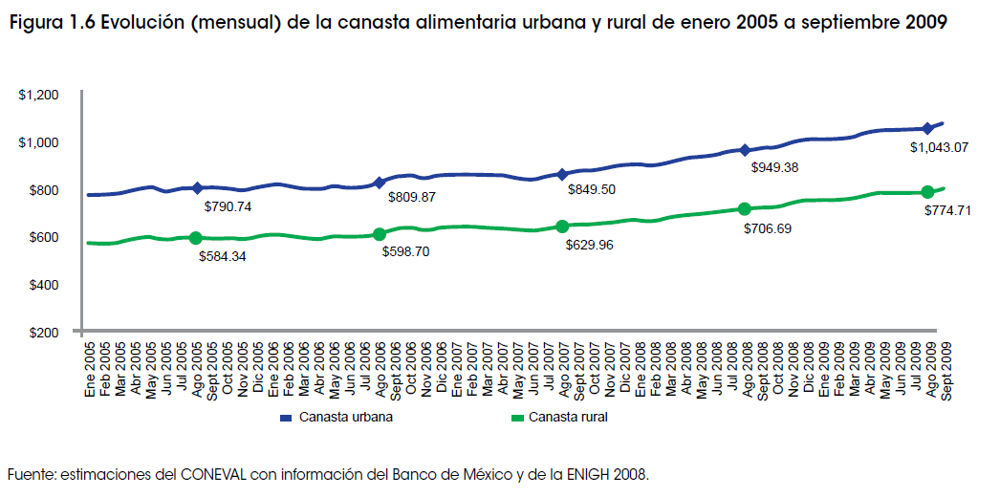 Figura 1.6 Evolución (mensual) de la canasta alimentaria urbana y rural de enero 2005 a septiembre 2009
$1,200
$1,000
$800
$600
$400
$200
$790.74
$809.87
$849.50
$949.38
$1,043.07
$584.34
$598.70
$629.96
$706.69
$774.71
Ene 2005
Feb 2005
Mar 2005
Abr 2005
May 2005
Jun 2005
Jul 2005
Ago 2005
Sept 2005
Oct 2005
Nov 2005
Dic 2005
Ene 2006
Feb 2006
Mar 2006
Abr 2006
May 2006
Jun 2006
Jul 2006
Ago 2006
Sept 2006
Oct 2006
Nov 2006
Dic 2006
Ene 2007
Feb 2007
Mar 2007
Abr 2007
May 2007
Jun 2007
Jul 2007
Ago 2007
Sept 2007
Oct 2007
Nov 2007
Dic 2007
Ene 2008
Feb 2008
Mar 2008
Abr 2008
May 2008
Jun 2008
Jul 2008
Ago 2008
Sept 2008
Oct 2008
Nov 2008
Dic 2008
Ene 2009
Feb 2009
Mar 2009
Abr 2009
May 2009
Jun 2009
Jul 2009
Ago 2009
Sept 2009
Canasta urbana
Canasta rural
Fuente: estimaciones del CONEVAL con información del Banco de México y de la ENIGH 2008.